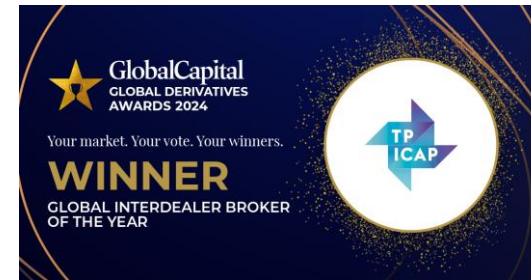 GlobalCapital
GLOBAL DERIVATIVES
AWARDS 2024
Your market. Your vote. Your winners.
WINNER
GLOBAL INTERDEALER BROKER
OF THE YEAR
TP
ICAP